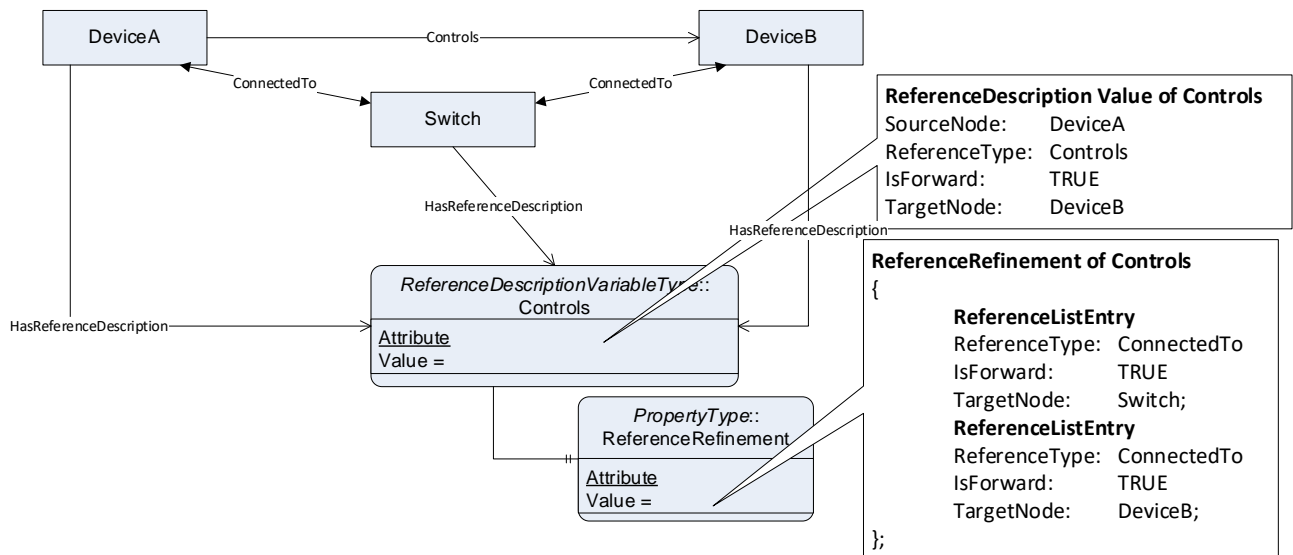 DeviceA
Controls
DeviceB
ConnectedTo
ConnectedTo
Switch
ReferenceDescription Value of Controls
SourceNode: DeviceA
ReferenceType: Controls
IsForward: TRUE
TargetNode: DeviceB
HasReferenceDescription
HasReferenceDescription
ReferenceDescriptionVariableType::
Controls
Attribute
Value =
HasReferenceDescription
ReferenceRefinement of Controls
{
ReferenceListEntry
ReferenceType: ConnectedTo
IsForward: TRUE
TargetNode: Switch;
ReferenceListEntry
ReferenceType: ConnectedTo
IsForward: TRUE
TargetNode: DeviceB;
};
PropertyType::
ReferenceRefinement
Attribute
Value =